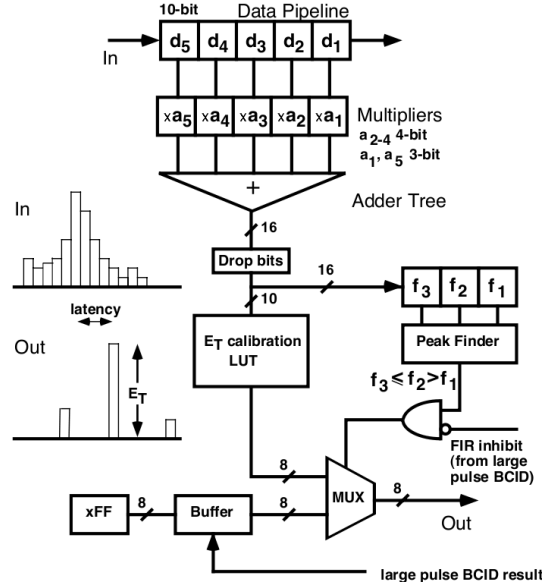 10-bit Data Pipeline
In
d5 d4 d3 d2 d1
xa5 xa4 xa3 xa2 xa1
Multipliers
a2-4 4-bit
a1, a5 3-bit
+
Adder Tree
In
16
Drop bits
16
10
latency
f3 f2 f1
Peak Finder
ET calibration
LUT
Out
ET
f3 ≤ f2 > f1
FIR inhibit
(from large
pulse BCID)
8
MUX
8
Out
xFF
8
Buffer
8
large pulse BCID result